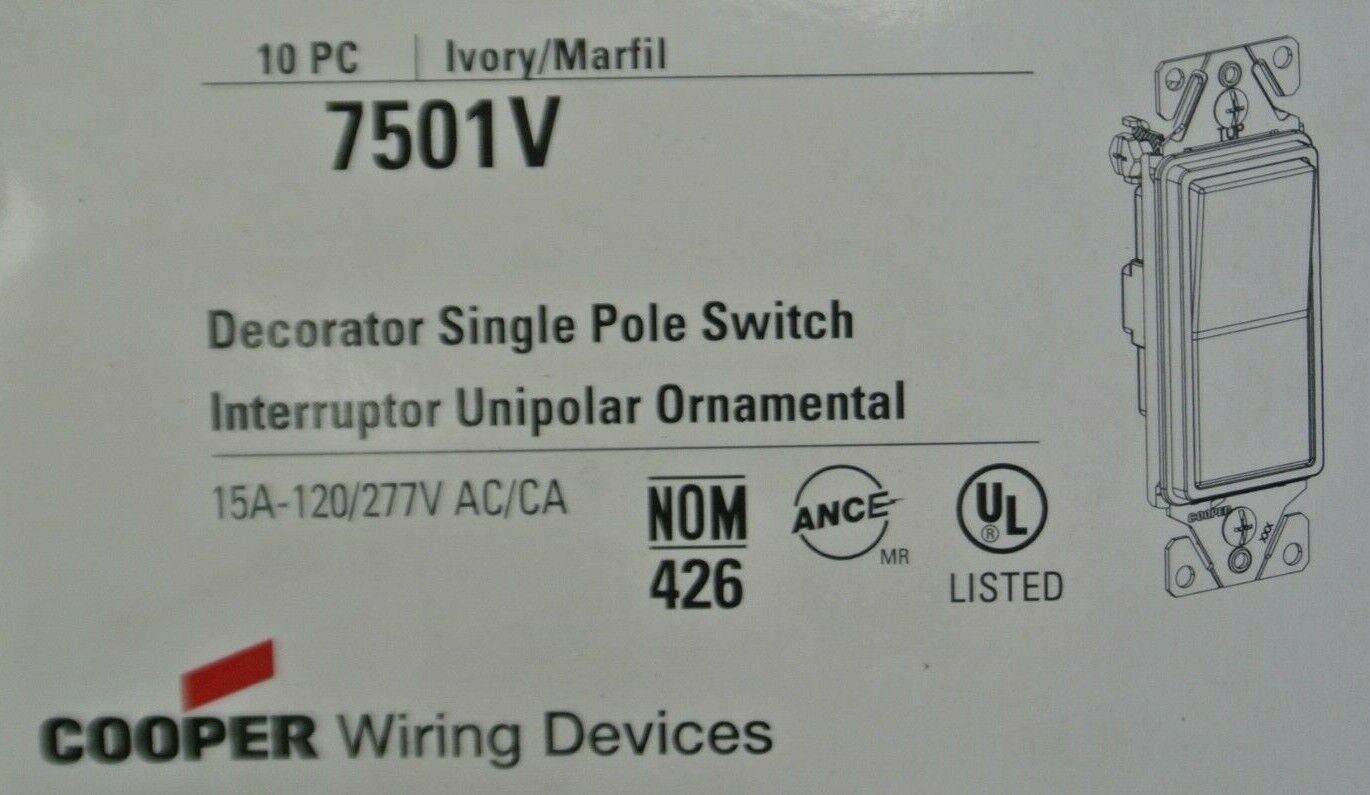 10 PC | Ivory/Marfil
7501V
Decorator Single Pole Switch
Interruptor Unipolar Ornamental
15A-120/277V AC/CA
NOM
426
ANCE
MR
UL
®
LISTED
TOP
COOPER
XXX
COOPER Wiring Devices